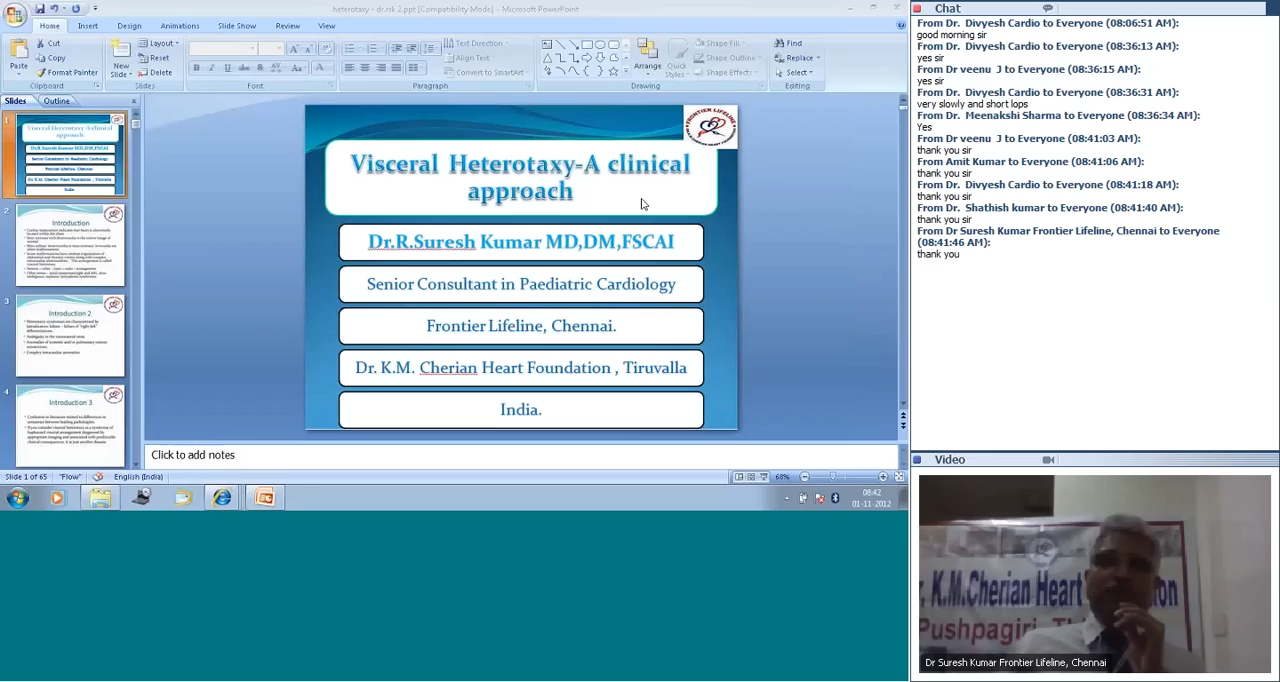 heterotaxy - dr.rsk 2.ppt [Compatibility Mode] - Microsoft PowerPoint
Home Insert Design Animations Slide Show Review View
Paste
Cut
Copy
Format Painter
Clipboard
New Slide
Layout
Reset
Delete
Slides
Font
Paragraph
Text Direction
Align Text
Convert to SmartArt
Arrange
Quick Styles
Shape Fill
Shape Outline
Shape Effects
Drawing
Find
Replace
Select
Editing
Slides Outline
1
2
Introduction
3
Introduction 2
4
Introduction 3
FRONTIER LIFELINE
Visceral Heterotaxy-A clinical
approach
Dr.R.Suresh Kumar MD,DM,FSCAI
Senior Consultant in Paediatric Cardiology
Frontier Lifeline, Chennai.
Dr. K.M. Cherian Heart Foundation , Tiruvalla
India.
Click to add notes
Slide 1 of 65 "Flow" English (India) 68%
08:42
01-11-2012
Chat
From Dr. Divyesh Cardio to Everyone (08:06:51 AM):
good morning sir
From Dr. Divyesh Cardio to Everyone (08:36:13 AM):
yes sir
From Dr veenu J to Everyone (08:36:15 AM):
yes sir
From Dr. Divyesh Cardio to Everyone (08:36:31 AM):
very slowly and short lops
From Dr. Meenakshi Sharma to Everyone (08:36:34 AM):
Yes
From Dr veenu J to Everyone (08:41:03 AM):
thank you sir
From Amit Kumar to Everyone (08:41:06 AM):
thank you sir
From Dr. Divyesh Cardio to Everyone (08:41:18 AM):
thank you sir
From Dr. Shathish kumar to Everyone (08:41:40 AM):
thank you sir
From Dr Suresh Kumar Frontier Lifeline, Chennai to Everyone
(08:41:46 AM):
thank you
Video
K.M.Cherian Hear
Pushpagiri,
Dr Suresh Kumar Frontier Lifeline, Chennai